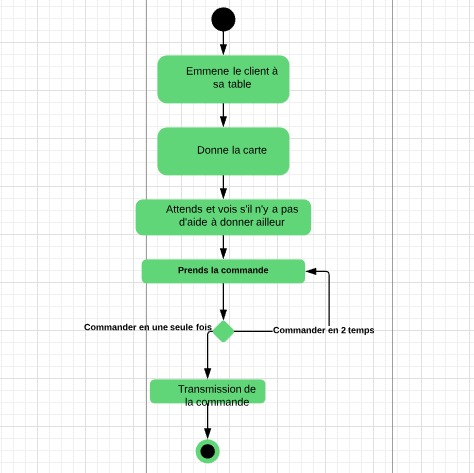 Emmene le client à
sa table
Donne la carte
Attends et vois s'il n'y a pas
d'aide à donner ailleur
Prends la commande
Commander en une seule fois
Commander en 2 temps
Transmission de
la commande